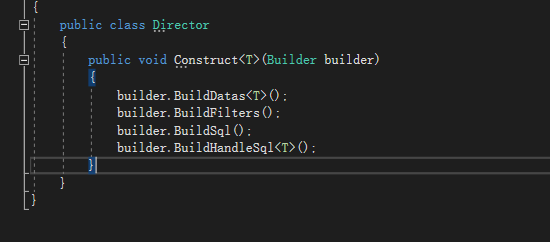 {
public class Director
{
public void Construct<T>(Builder builder)
{
builder.BuildDatas<T>();
builder.BuildFilters();
builder.BuildSql();
builder.BuildHandleSql<T>();
}
}
}